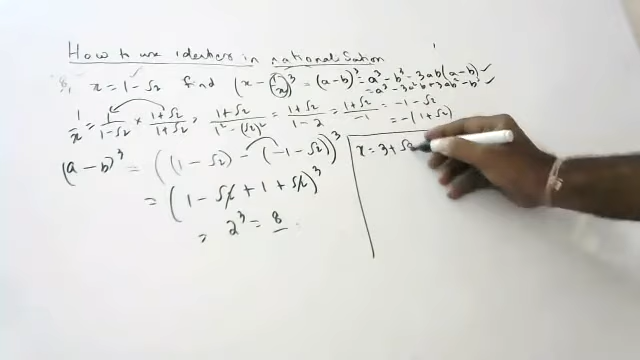 How to use identities in rationalisation
8, x = 1 - √2 find (x - 1/x)³ = (a-b)³ = a³ - b³ - 3ab(a-b) ✓
= a³ - 3a²b + 3ab² - b³ ✓
1/x = 1/(1-√2) × (1+√2)/(1+√2), (1+√2)/(1² - (√2)²) = (1+√2)/(1-2) = (1+√2)/-1 = -1-√2
= -(1+√2)
(a - b)³ = ((1 - √2) - (-1 - √2))³
= (1 - √2 + 1 + √2)³
= 2³ = 8
x = 3 + √2